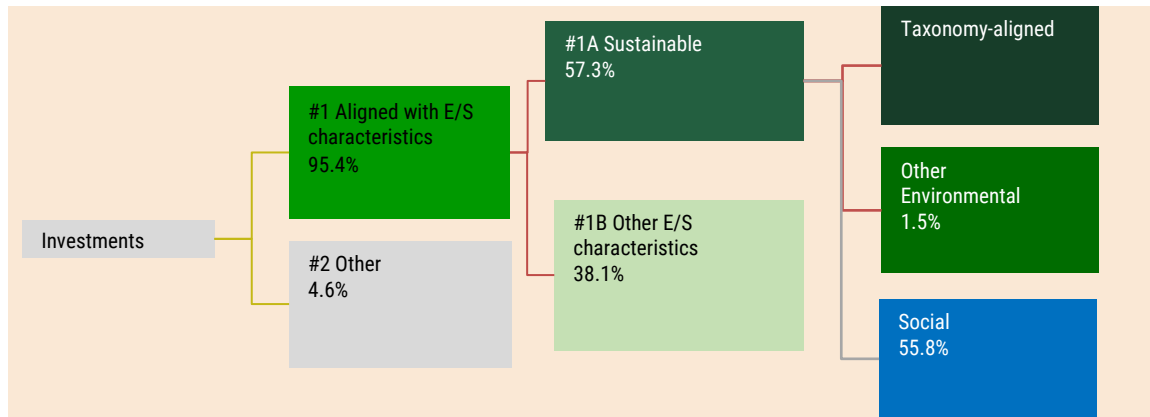 Investments
#1 Aligned with E/S
characteristics
95.4%
#2 Other
4.6%
#1A Sustainable
57.3%
#1B Other E/S
characteristics
38.1%
Taxonomy-aligned
Other
Environmental
1.5%
Social
55.8%